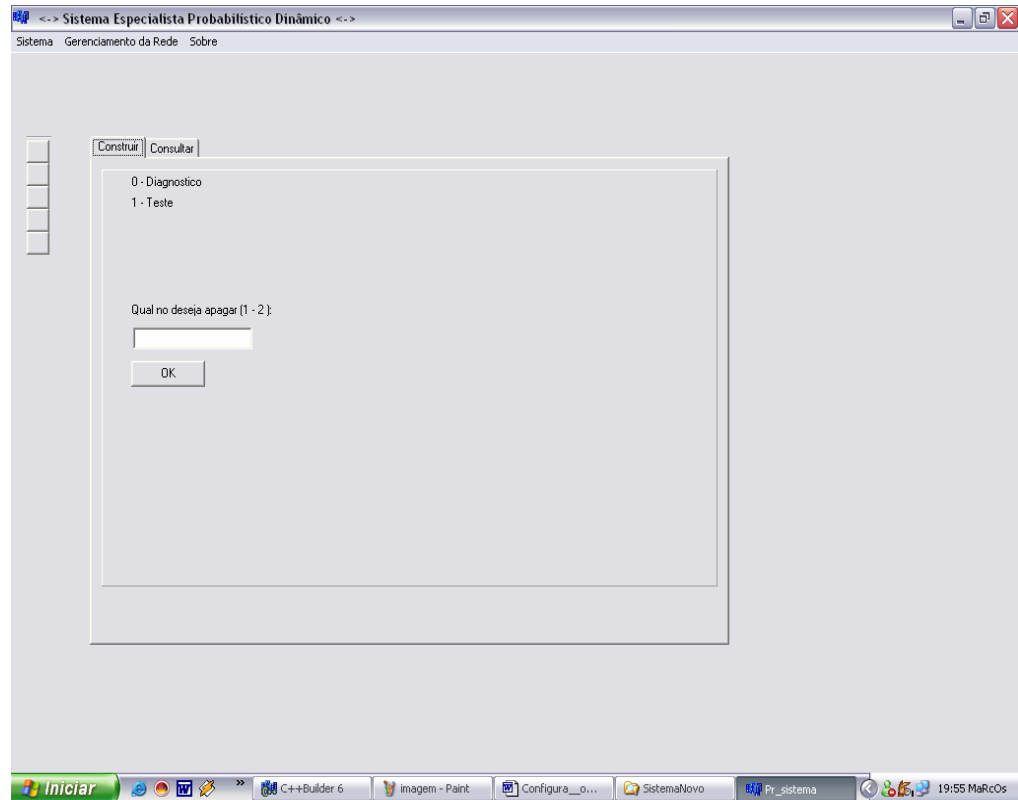 <-> Sistema Especialista Probabilístico Dinâmico <->
Sistema Gerenciamento da Rede Sobre
Construir Consultar
0 - Diagnostico
1 - Teste
Qual no deseja apagar (1 - 2 ):
OK
Iniciar » C++Builder 6 imagem - Paint Configura__o... SistemaNovo Pr_sistema 19:55 MaRcOs